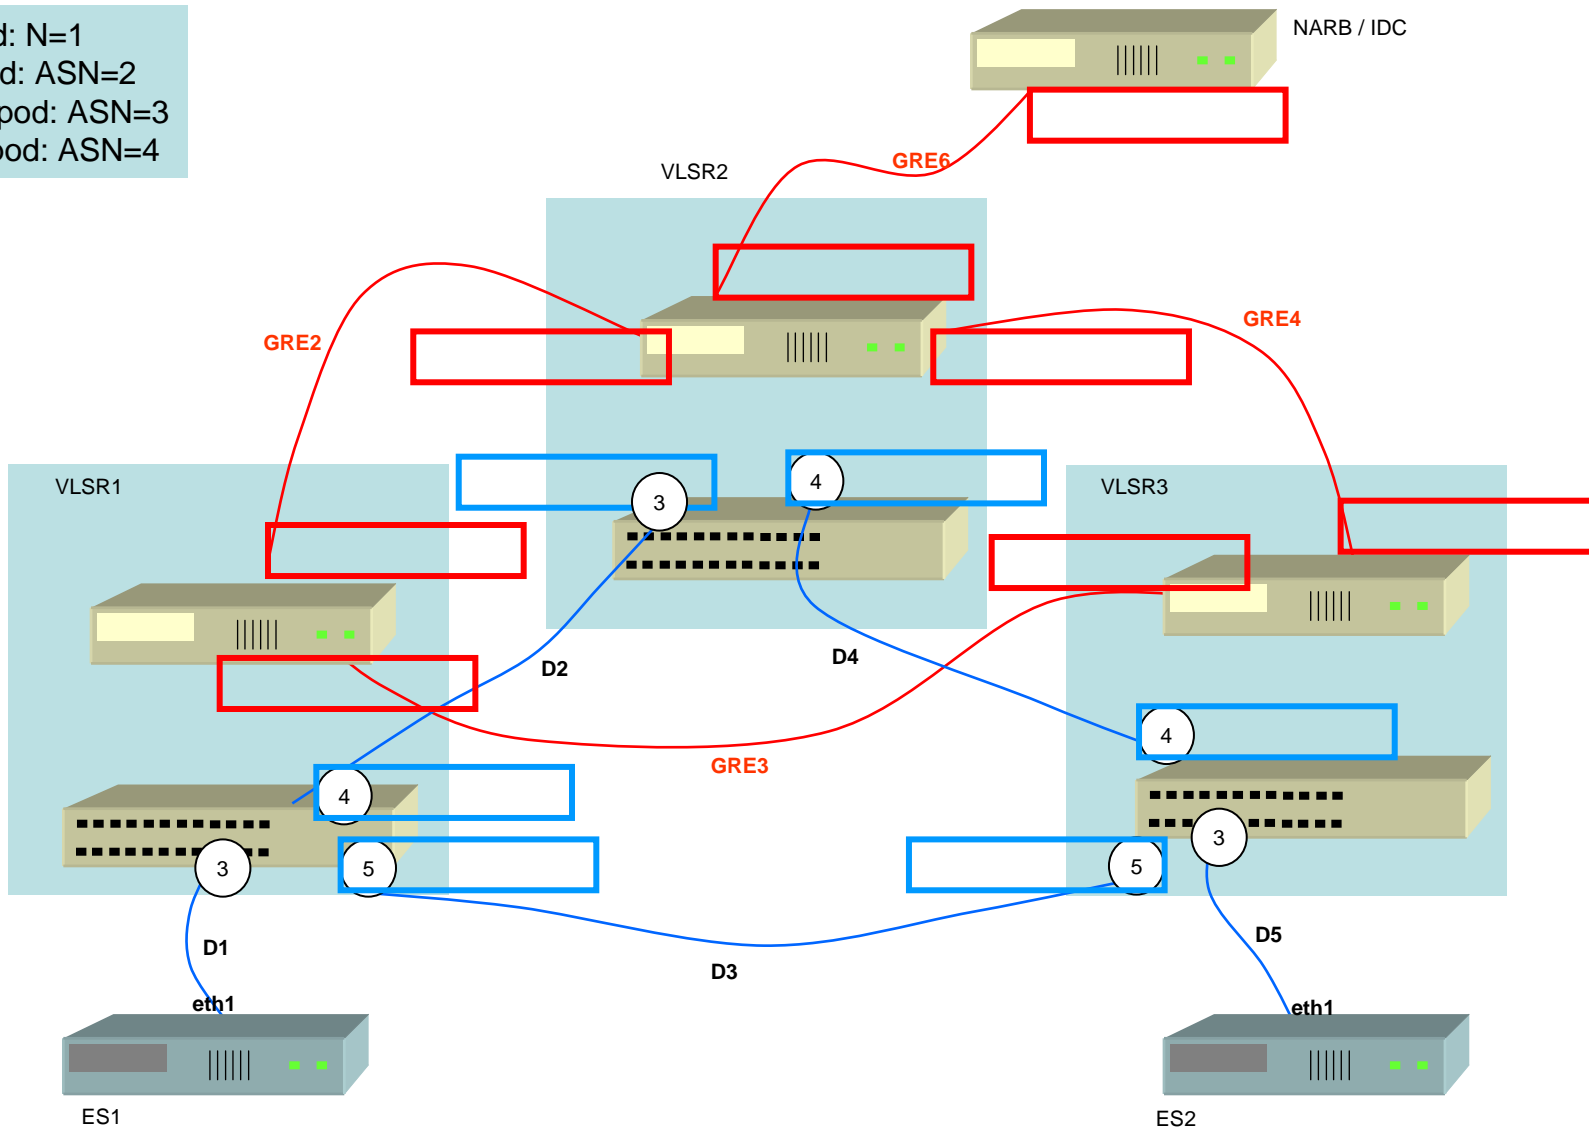 d: N=1
d: ASN=2
pod: ASN=3
ood: ASN=4
NARB / IDC
GRE6
VLSR2
GRE2
GRE4
VLSR1
3
4
VLSR3
D2
D4
4
GRE3
4
3
5
3
5
D1
D3
D5
eth1
eth1
ES1
ES2